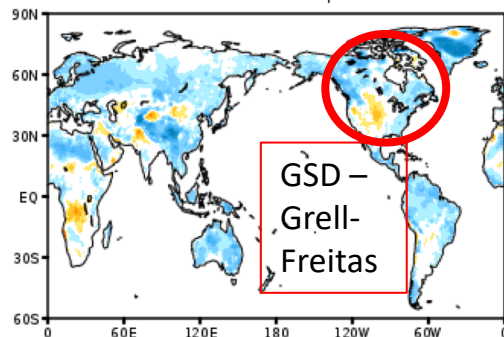 90N
60N
30N
EQ
30S
60S
GSD –
Grell-
Freitas
0 60E 120E 180 120W 60W